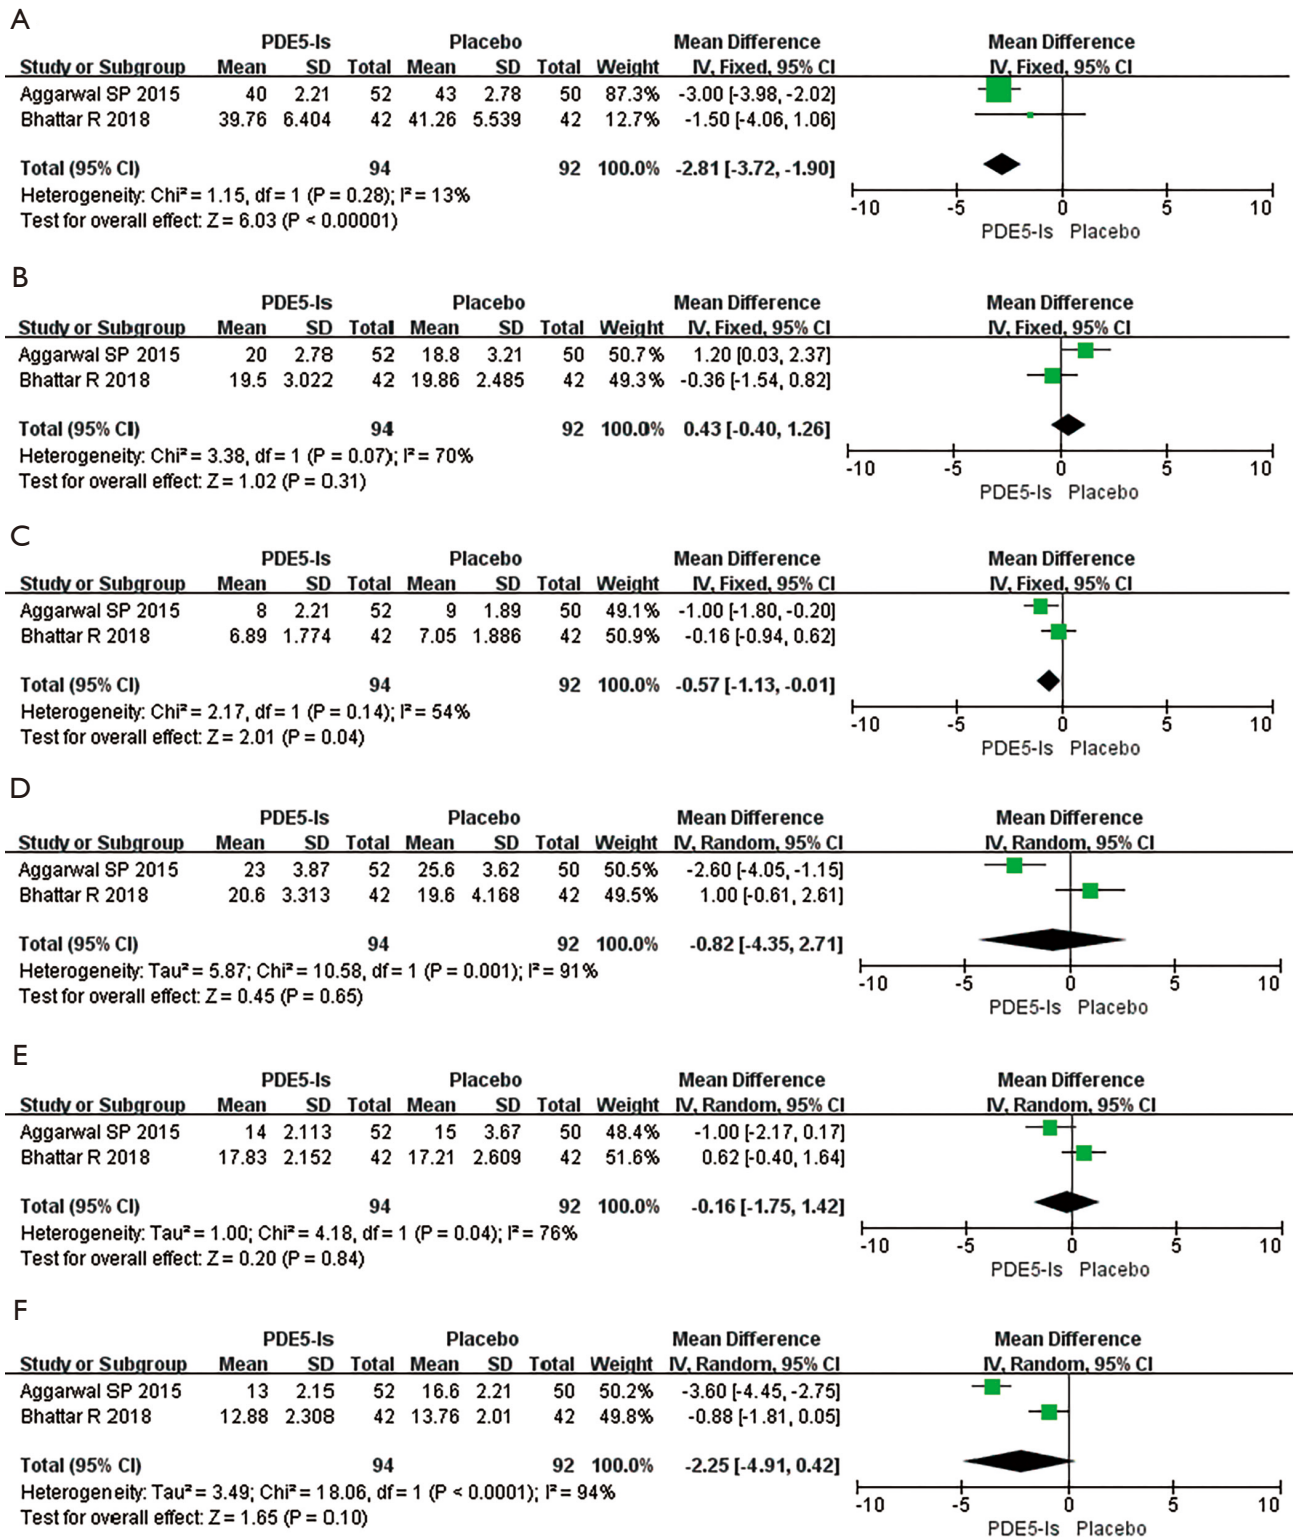 A
PDE5-Is Placebo Mean Difference Mean Difference
Study or Subgroup Mean SD Total Mean SD Total Weight IV, Fixed, 95% CI IV, Fixed, 95% CI
Aggarwal SP 2015 40 2.21 52 43 2.78 50 87.3% -3.00 [-3.98, -2.02]
Bhattar R 2018 39.76 6.404 42 41.26 5.539 42 12.7% -1.50 [-4.06, 1.06]
Total (95% CI) 94 92 100.0% -2.81 [-3.72, -1.90]
Heterogeneity: Chi² = 1.15, df = 1 (P = 0.28); I² = 13%
Test for overall effect: Z = 6.03 (P < 0.00001)
-10 -5 0 5 10
PDE5-Is Placebo
B
PDE5-Is Placebo Mean Difference Mean Difference
Study or Subgroup Mean SD Total Mean SD Total Weight IV, Fixed, 95% CI IV, Fixed, 95% CI
Aggarwal SP 2015 20 2.78 52 18.8 3.21 50 50.7% 1.20 [0.03, 2.37]
Bhattar R 2018 19.5 3.022 42 19.86 2.485 42 49.3% -0.36 [-1.54, 0.82]
Total (95% CI) 94 92 100.0% 0.43 [-0.40, 1.26]
Heterogeneity: Chi² = 3.38, df = 1 (P = 0.07); I² = 70%
Test for overall effect: Z = 1.02 (P = 0.31)
-10 -5 0 5 10
PDE5-Is Placebo
C
PDE5-Is Placebo Mean Difference Mean Difference
Study or Subgroup Mean SD Total Mean SD Total Weight IV, Fixed, 95% CI IV, Fixed, 95% CI
Aggarwal SP 2015 8 2.21 52 9 1.89 50 49.1% -1.00 [-1.80, -0.20]
Bhattar R 2018 6.89 1.774 42 7.05 1.886 42 50.9% -0.16 [-0.94, 0.62]
Total (95% CI) 94 92 100.0% -0.57 [-1.13, -0.01]
Heterogeneity: Chi² = 2.17, df = 1 (P = 0.14); I² = 54%
Test for overall effect: Z = 2.01 (P = 0.04)
-10 -5 0 5 10
PDE5-Is Placebo
D
PDE5-Is Placebo Mean Difference Mean Difference
Study or Subgroup Mean SD Total Mean SD Total Weight IV, Random, 95% CI IV, Random, 95% CI
Aggarwal SP 2015 23 3.87 52 25.6 3.62 50 50.5% -2.60 [-4.05, -1.15]
Bhattar R 2018 20.6 3.313 42 19.6 4.168 42 49.5% 1.00 [-0.61, 2.61]
Total (95% CI) 94 92 100.0% -0.82 [-4.35, 2.71]
Heterogeneity: Tau² = 5.87; Chi² = 10.58, df = 1 (P = 0.001); I² = 91%
Test for overall effect: Z = 0.45 (P = 0.65)
-10 -5 0 5 10
PDE5-Is Placebo
E
PDE5-Is Placebo Mean Difference Mean Difference
Study or Subgroup Mean SD Total Mean SD Total Weight IV, Random, 95% CI IV, Random, 95% CI
Aggarwal SP 2015 14 2.113 52 15 3.67 50 48.4% -1.00 [-2.17, 0.17]
Bhattar R 2018 17.83 2.152 42 17.21 2.609 42 51.6% 0.62 [-0.40, 1.64]
Total (95% CI) 94 92 100.0% -0.16 [-1.75, 1.42]
Heterogeneity: Tau² = 1.00; Chi² = 4.18, df = 1 (P = 0.04); I² = 76%
Test for overall effect: Z = 0.20 (P = 0.84)
-10 -5 0 5 10
PDE5-Is Placebo
F
PDE5-Is Placebo Mean Difference Mean Difference
Study or Subgroup Mean SD Total Mean SD Total Weight IV, Random, 95% CI IV, Random, 95% CI
Aggarwal SP 2015 13 2.15 52 16.6 2.21 50 50.2% -3.60 [-4.45, -2.75]
Bhattar R 2018 12.88 2.308 42 13.76 2.01 42 49.8% -0.88 [-1.81, 0.05]
Total (95% CI) 94 92 100.0% -2.25 [-4.91, 0.42]
Heterogeneity: Tau² = 3.49; Chi² = 18.06, df = 1 (P < 0.0001); I² = 94%
Test for overall effect: Z = 1.65 (P = 0.10)
-10 -5 0 5 10
PDE5-Is Placebo